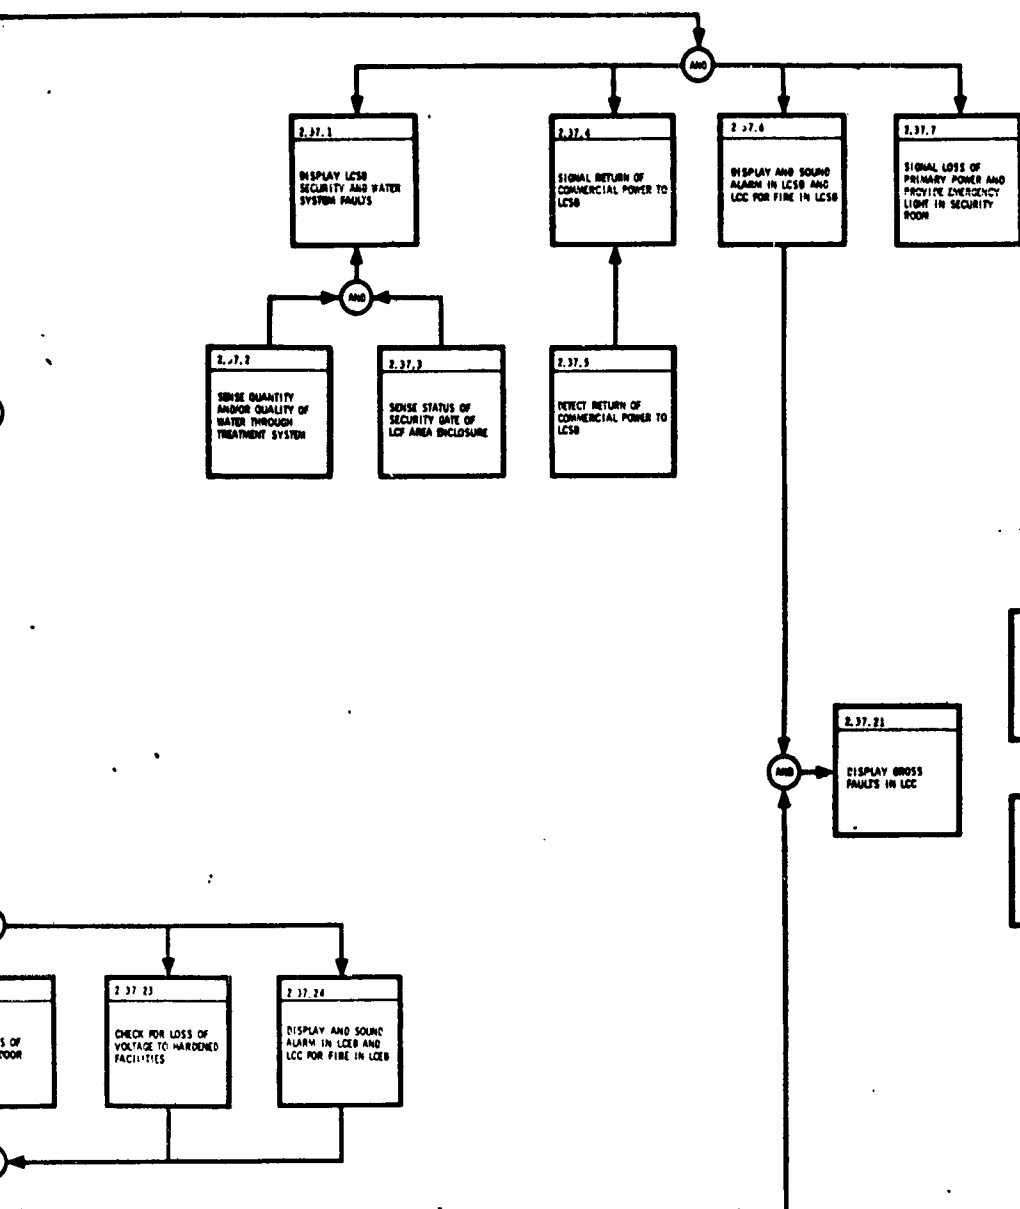 AND
2.37.1
DISPLAY LCSB
SECURITY AND WATER
SYSTEM FAULTS
2.37.4
SIGNAL RETURN OF
COMMERCIAL POWER TO
LCSB
2.37.6
DISPLAY AND SOUND
ALARM IN LCSB AND
LCC FOR FIRE IN LCSB
2.37.7
SIGNAL LOSS OF
PRIMARY POWER AND
PROVIDE EMERGENCY
LIGHT IN SECURITY
ROOM
AND
2.37.2
SENSE QUANTITY
AND/OR QUALITY OF
WATER THROUGH
TREATMENT SYSTEM
2.37.3
SENSE STATUS OF
SECURITY GATE OF
LCF AREA ENCLOSURE
2.37.5
DETECT RETURN OF
COMMERCIAL POWER TO
LCSB
AND
2.37.21
DISPLAY GROSS
FAULTS IN LCC
S OF
DOOR
2 37 23
CHECK FOR LOSS OF
VOLTAGE TO HARDENED
FACILITIES
2 37.24
DISPLAY AND SOUND
ALARM IN LCEB AND
LCC FOR FIRE IN LCEB